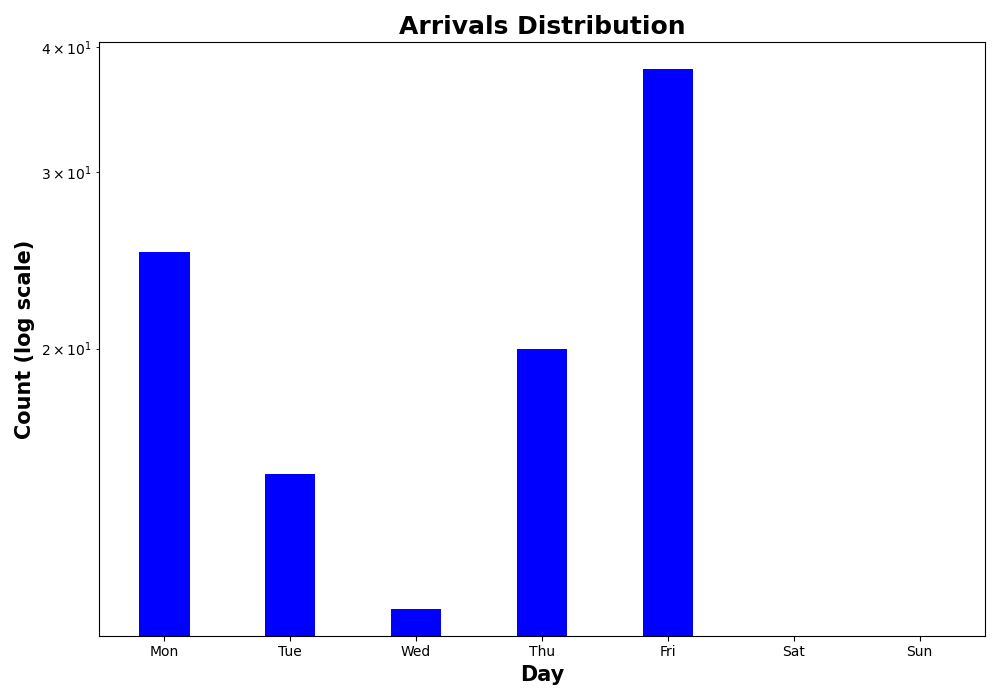 Arrivals Distribution
4 × 10¹
3 × 10¹
2 × 10¹
Count (log scale)
Mon Tue Wed Thu Fri Sat Sun
Day